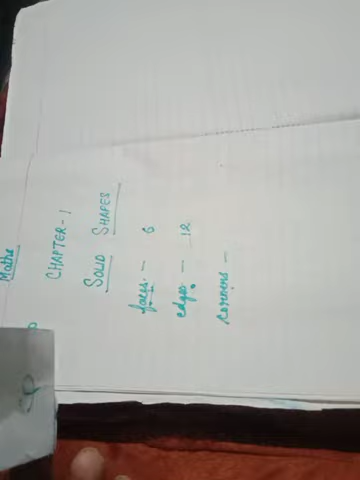 Maths
CHAPTER-1
SOLID SHAPES
faces - 6
edges - 12
corners -